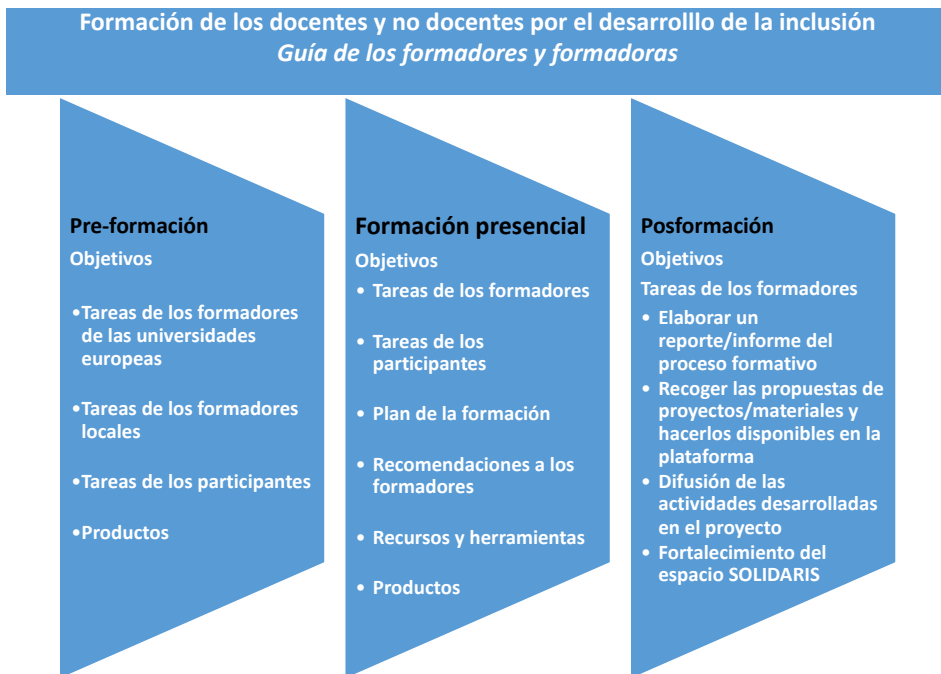 Formación de los docentes y no docentes por el desarrolllo de la inclusión
Guía de los formadores y formadoras
Pre-formación
Objetivos
•Tareas de los formadores
de las universidades
europeas
•Tareas de los formadores
locales
•Tareas de los participantes
•Productos
Formación presencial
Objetivos
• Tareas de los formadores
• Tareas de los
participantes
• Plan de la formación
• Recomendaciones a los
formadores
• Recursos y herramientas
• Productos
Posformación
Objetivos
Tareas de los formadores
• Elaborar un
reporte/informe del
proceso formativo
• Recoger las propuestas de
proyectos/materiales y
hacerlos disponibles en la
plataforma
• Difusión de las
actividades desarrolladas
en el proyecto
• Fortalecimiento del
espacio SOLIDARIS